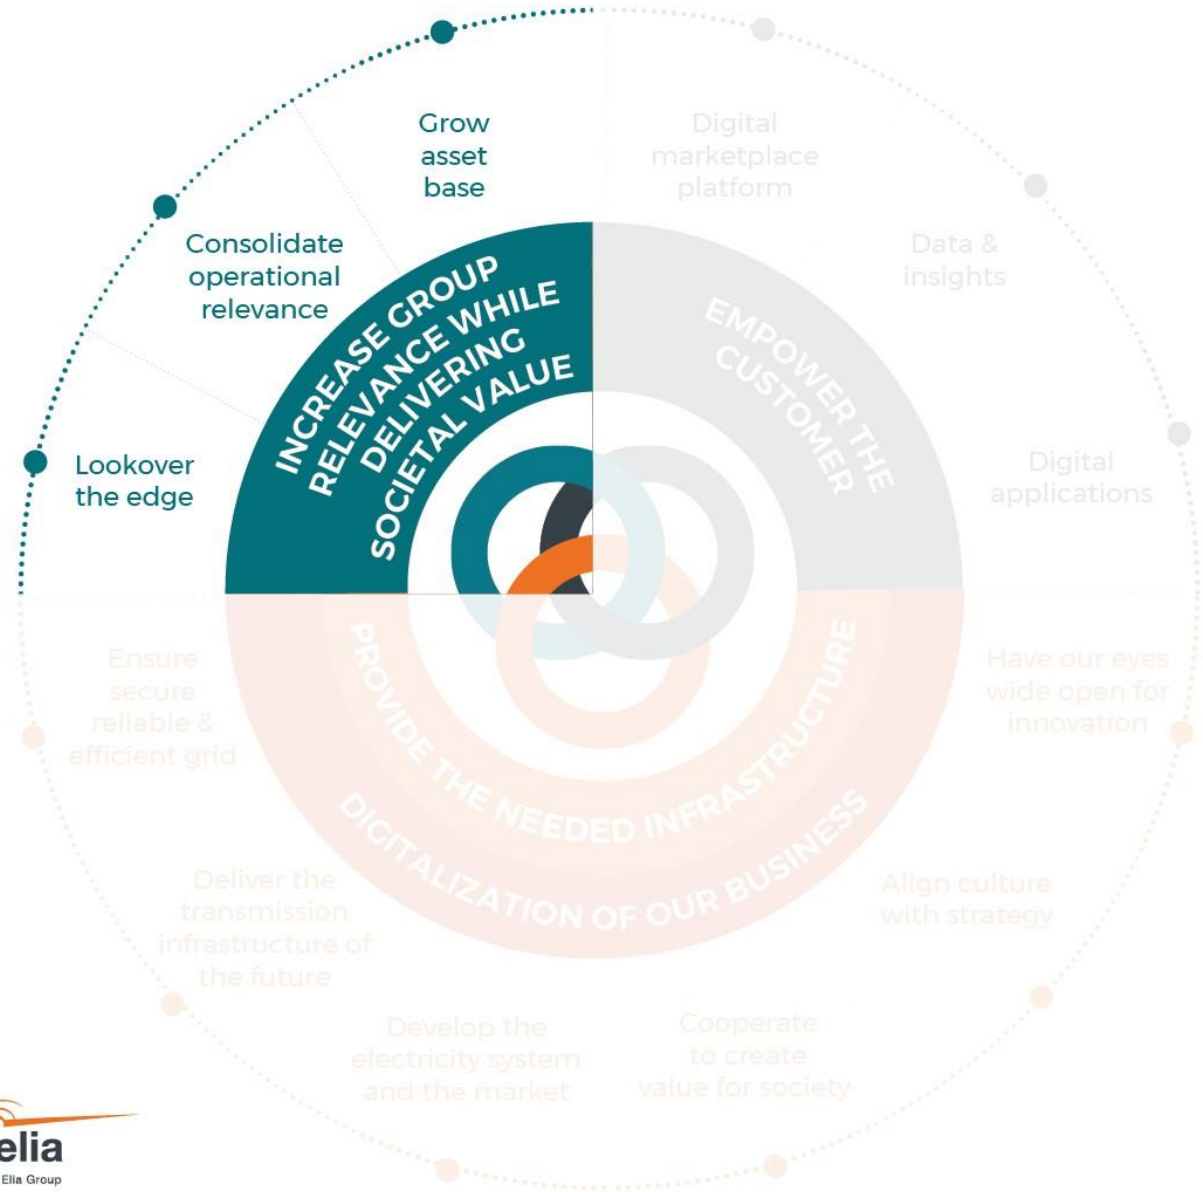 Grow
asset
base
Digital
marketplace
platform
Consolidate
operational
relevance
Data &
insights
INCREASE GROUP
RELEVANCE WHILE
DELIVERING
SOCIETAL VALUE
EMPOWER THE
CUSTOMER
Lookover
the edge
Digital
applications
Ensure
secure
reliable &
efficient grid
Have our eyes
wide open for
innovation
PROVIDE THE NEEDED INFRASTRUCTURE
DIGITALIZATION OF OUR BUSINESS
Deliver the
transmission
infrastructure of
the future
Align culture
with strategy
Develop the
electricity system
and the market
Cooperate
to create
value for society
elia
Elia Group